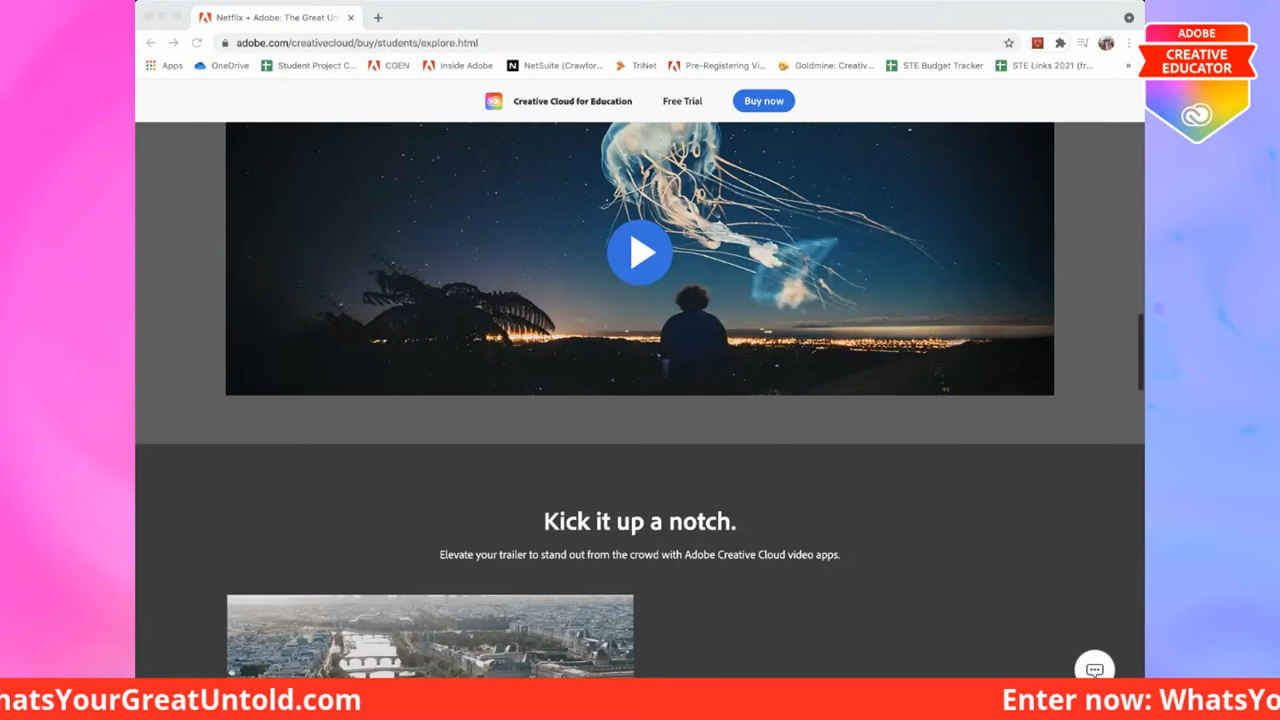 Netflix + Adobe: The Great Un
adobe.com/creativecloud/buy/students/explore.html
Apps OneDrive Student Project C... CGEN Inside Adobe NetSuite (Crawfor... TriNet Pre-Registering Vi... Goldmine: Creativ... STE Budget Tracker STE Links 2021 (fr... »
ADOBE
CREATIVE
EDUCATOR
Creative Cloud for Education Free Trial Buy now
Kick it up a notch.
Elevate your trailer to stand out from the crowd with Adobe Creative Cloud video apps.
hatsYourGreatUntold.com Enter now: WhatsYo